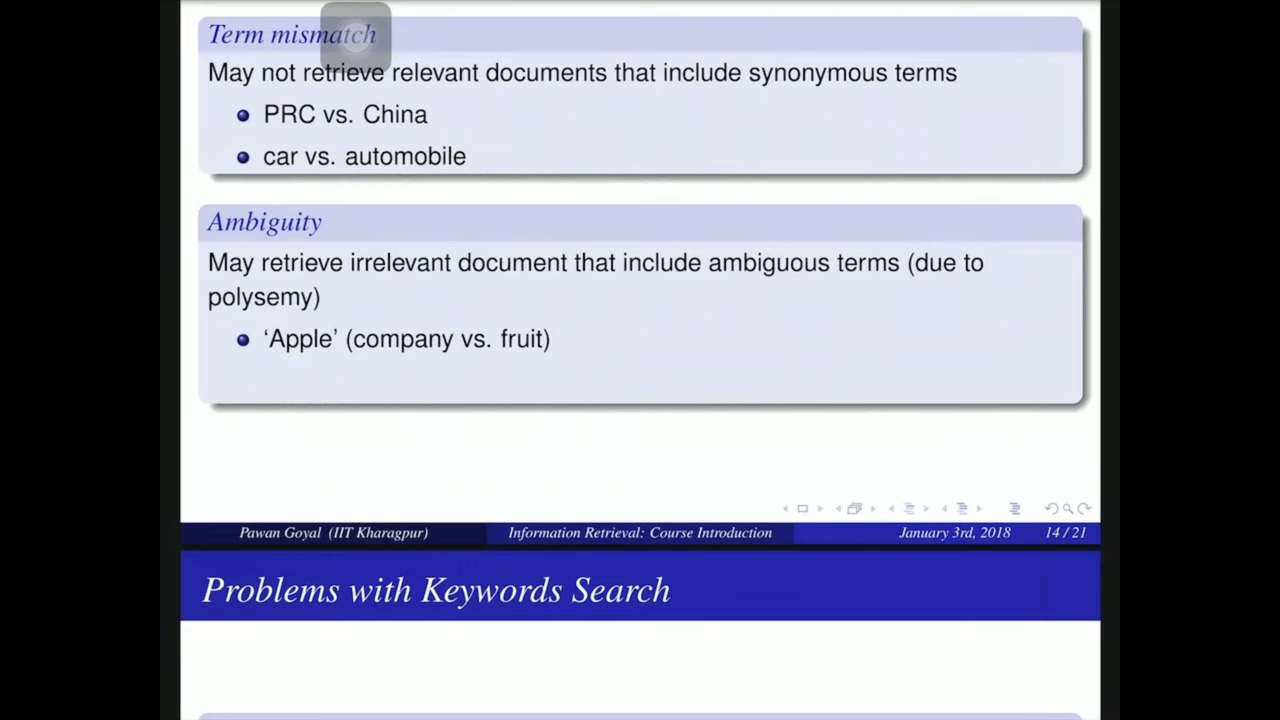 Term mismatch
May not retrieve relevant documents that include synonymous terms
PRC vs. China
car vs. automobile
Ambiguity
May retrieve irrelevant document that include ambiguous terms (due to
polysemy)
‘Apple’ (company vs. fruit)
Pawan Goyal (IIT Kharagpur) Information Retrieval: Course Introduction January 3rd, 2018 14 / 21
Problems with Keywords Search